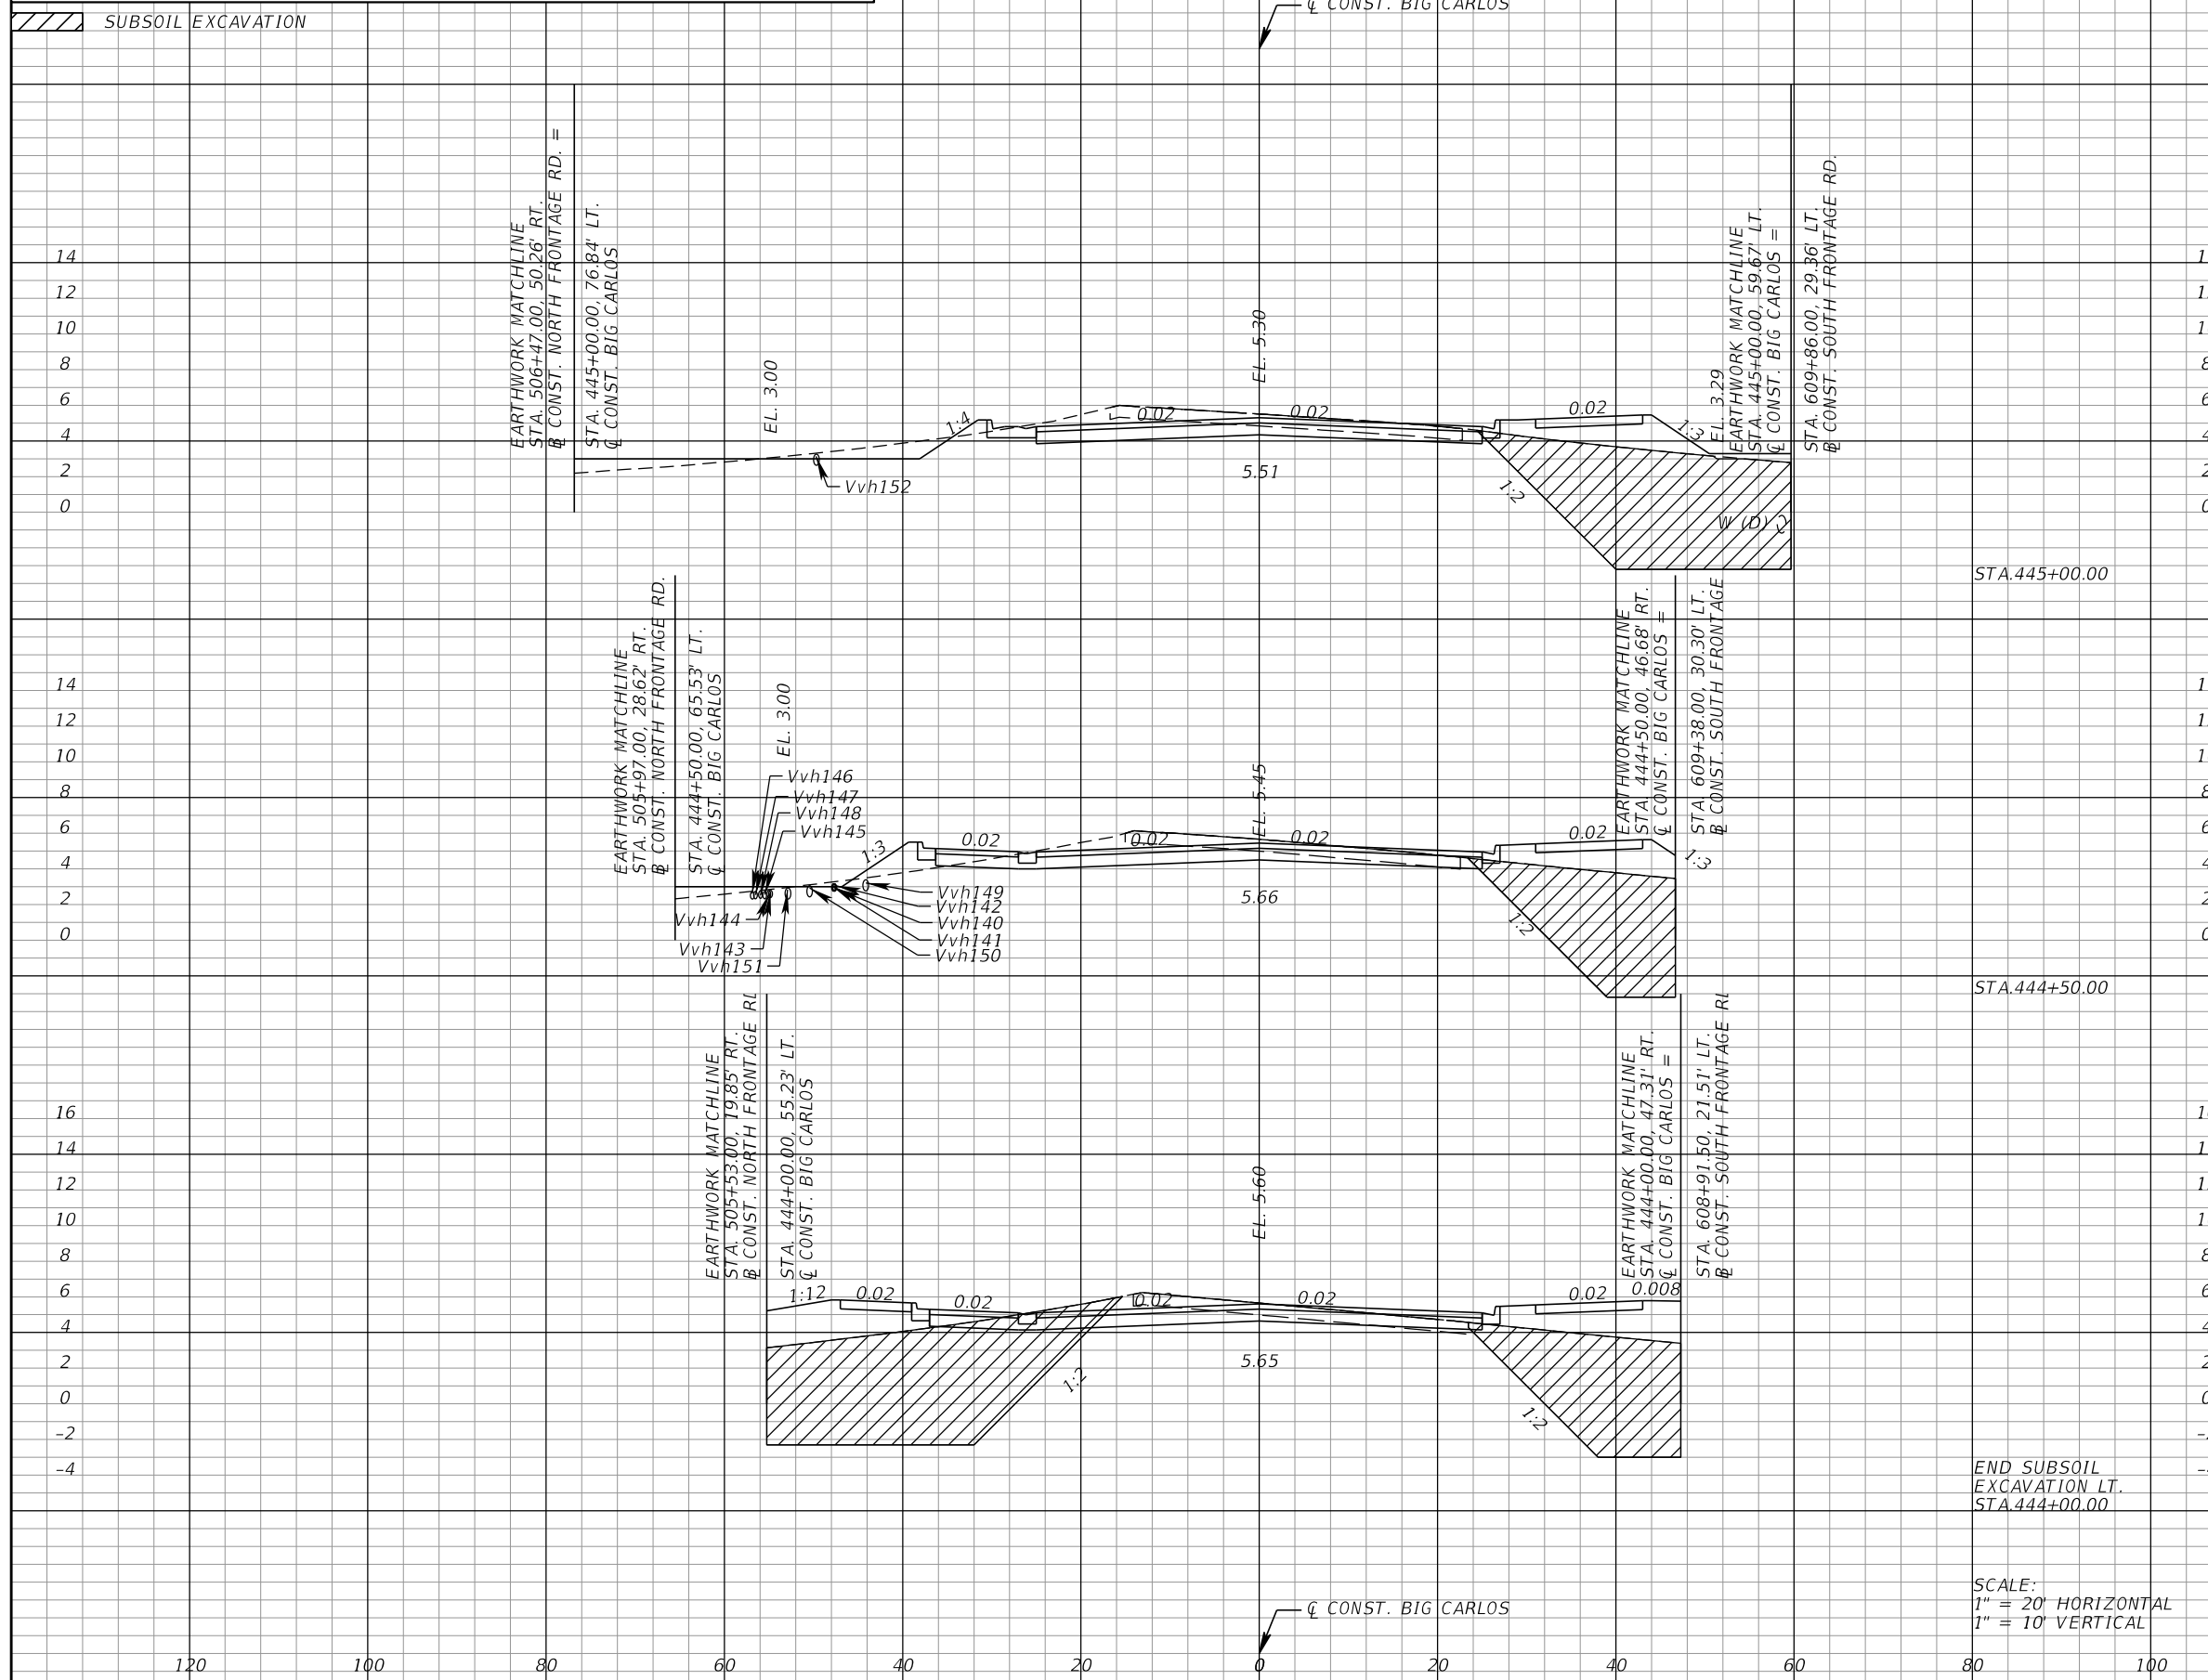 SUBSOIL EXCAVATION
℄ CONST. BIG CARLOS
EARTHWORK MATCHLINE
STA. 506+47.00, 50.26' RT.
℄ CONST. NORTH FRONTAGE RD. =
STA. 445+00.00, 76.84' LT.
℄ CONST. BIG CARLOS
EL. 3.00
EL. 5.30
EL. 3.29
EARTHWORK MATCHLINE
STA. 445+00.00, 59.67' LT.
℄ CONST. BIG CARLOS =
STA. 609+86.00, 29.36' LT.
℄ CONST. SOUTH FRONTAGE RD.
14
12
10
8
6
4
2
0
1:4
0.02
0.02
0.02
1:3
Vvh152
5.51
1:2
W (D) 2
STA.445+00.00
EARTHWORK MATCHLINE
STA. 505+97.00, 28.62' RT.
℄ CONST. NORTH FRONTAGE RD.
STA. 444+50.00, 65.53' LT.
℄ CONST. BIG CARLOS
EL. 3.00
EL. 5.45
EARTHWORK MATCHLINE
STA. 444+50.00, 46.68' RT.
℄ CONST. BIG CARLOS =
STA. 609+38.00, 30.30' LT.
℄ CONST. SOUTH FRONTAGE
14
12
10
8
6
4
2
0
Vvh146
Vvh147
Vvh148
Vvh145
1:3
0.02
0.02
0.02
0.02
1:3
Vvh144
Vvh143
Vvh151
Vvh149
Vvh142
Vvh140
Vvh141
Vvh150
5.66
1:2
STA.444+50.00
EARTHWORK MATCHLINE
STA. 505+53.00, 19.85' RT.
℄ CONST. NORTH FRONTAGE
STA. 444+00.00, 55.23' LT.
℄ CONST. BIG CARLOS
EL. 5.60
EARTHWORK MATCHLINE
STA. 444+00.00, 47.31' RT.
℄ CONST. BIG CARLOS =
STA. 608+91.50, 21.51' LT.
℄ CONST. SOUTH FRONTAGE
16
14
12
10
8
6
4
2
0
-2
-4
1:12
0.02
0.02
0.02
0.02
0.02
0.008
1:2
5.65
1:2
END SUBSOIL
EXCAVATION LT.
STA.444+00.00
SCALE:
1" = 20' HORIZONTAL
1" = 10' VERTICAL
℄ CONST. BIG CARLOS
120 100 80 60 40 20 0 20 40 60 80 100